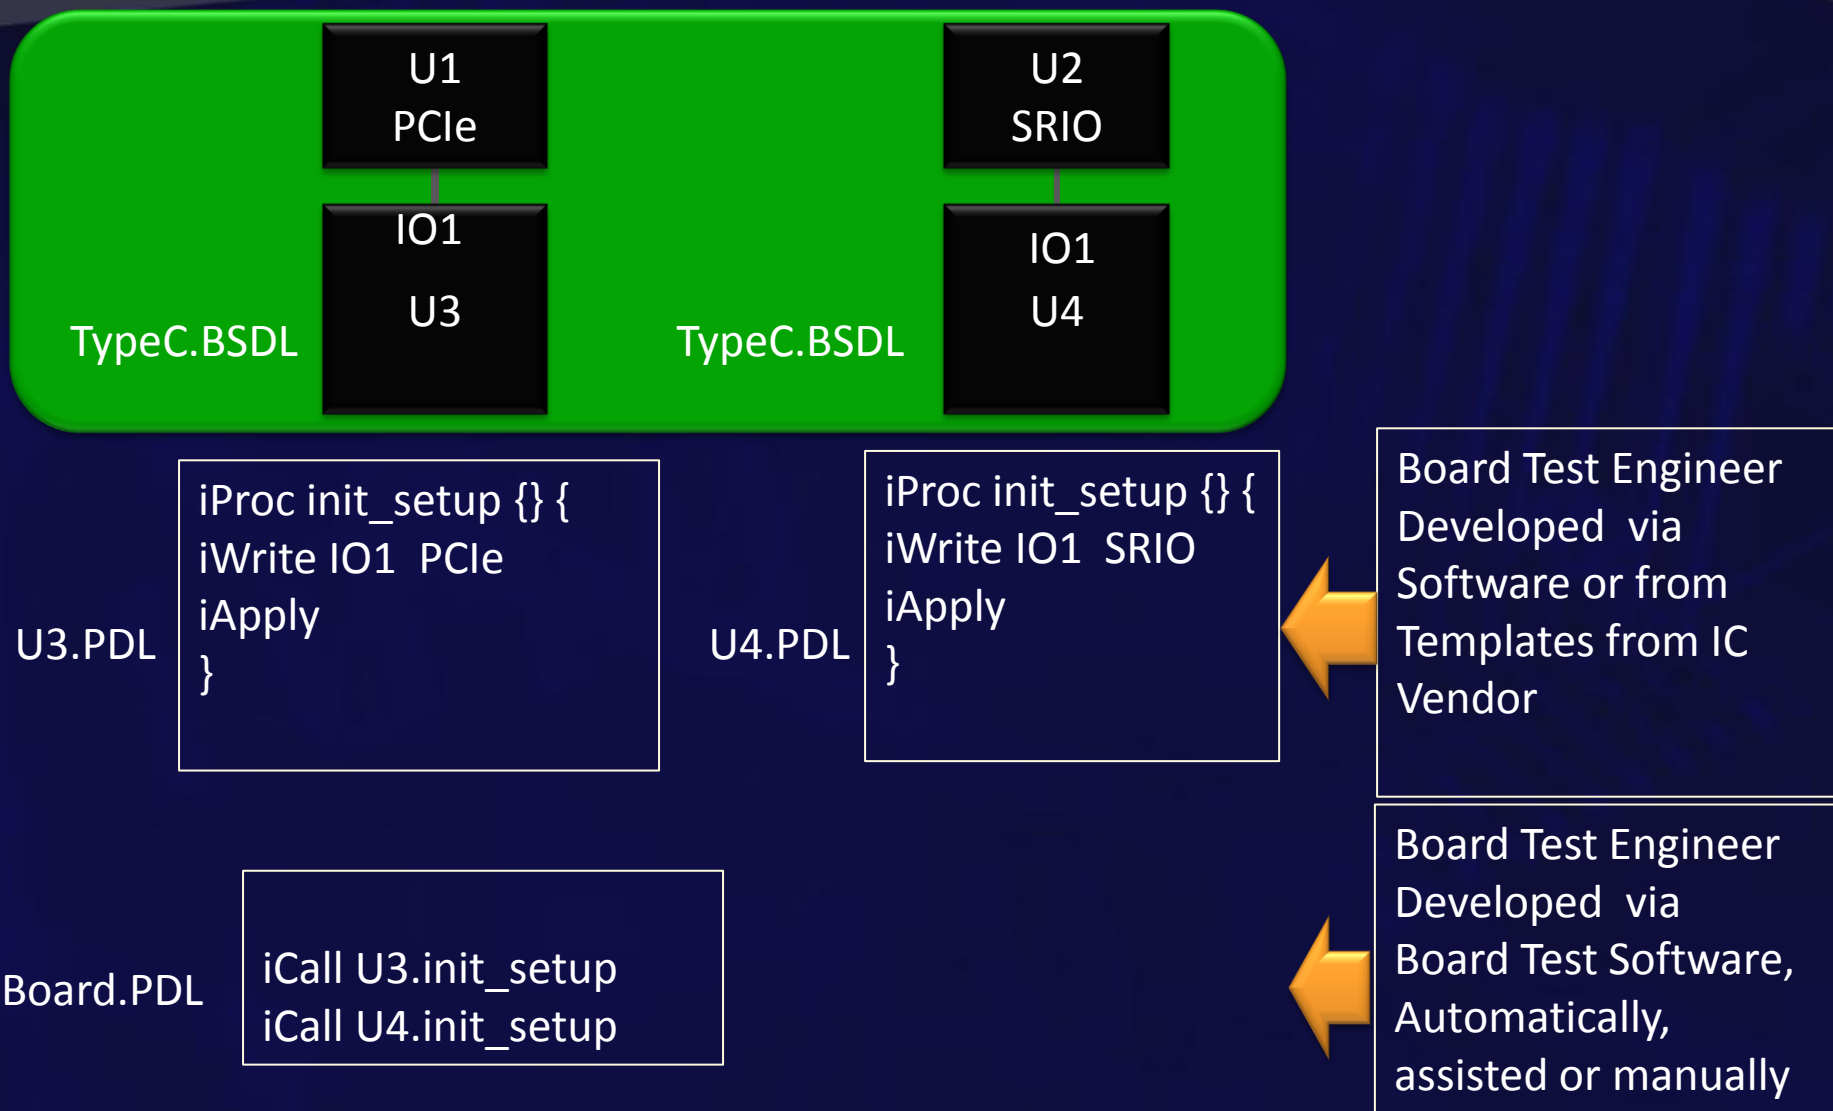 U1
PCIe
U2
SRIO
IO1
U3
IO1
U4
TypeC.BSDL
TypeC.BSDL
U3.PDL
iProc init_setup {} {
iWrite IO1  PCIe
iApply
}
U4.PDL
iProc init_setup {} {
iWrite IO1  SRIO
iApply
}
Board Test Engineer
Developed  via
Software or from
Templates from IC
Vendor
Board.PDL
iCall U3.init_setup
iCall U4.init_setup
Board Test Engineer
Developed  via
Board Test Software,
Automatically,
assisted or manually